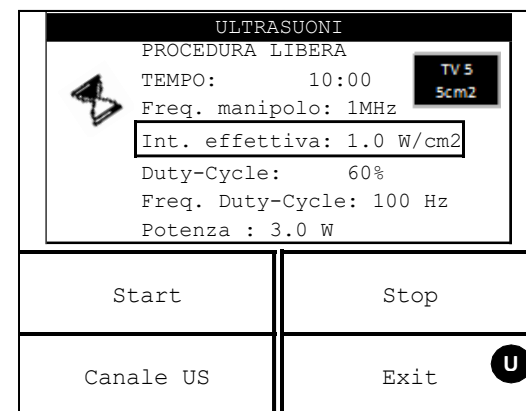 ULTRASUONI
PROCEDURA LIBERA
TEMPO: 10:00
TV 5
5cm2
Freq. manipolo: 1MHz
Int. effettiva: 1.0 W/cm2
Duty-Cycle: 60%
Freq. Duty-Cycle: 100 Hz
Potenza : 3.0 W
Start
Stop
Canale US
Exit
U